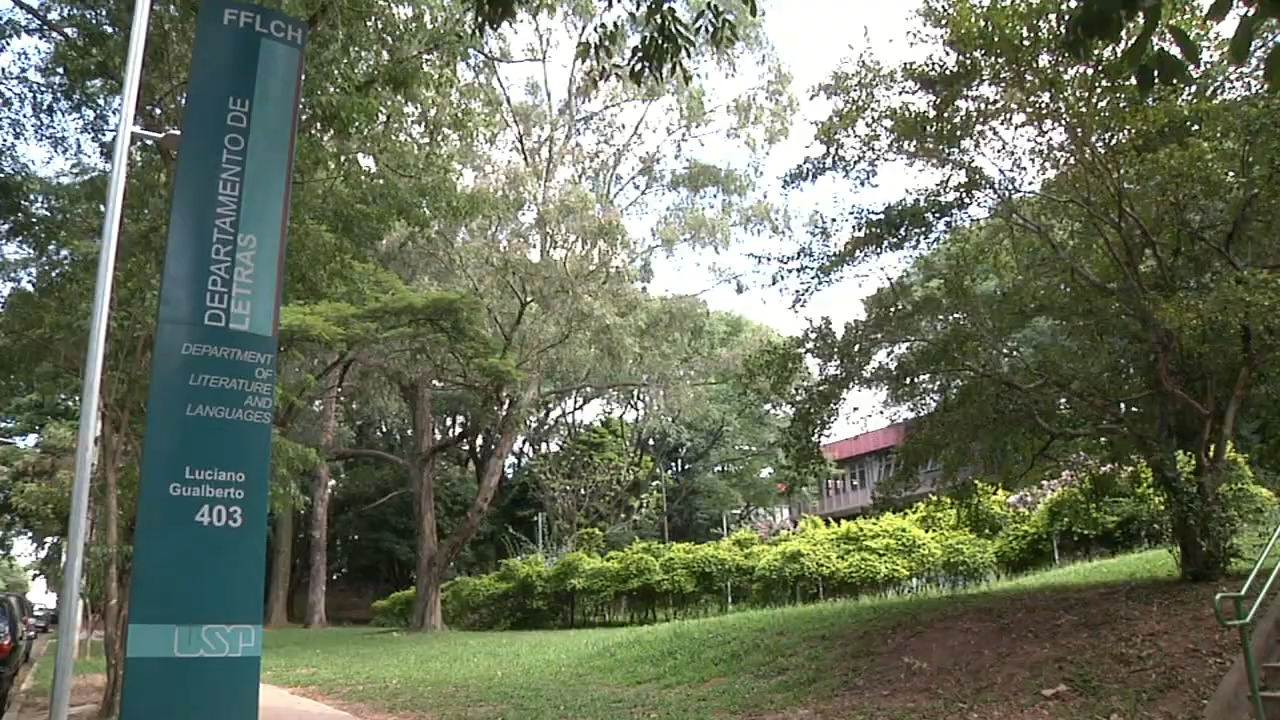 FFLCH
DEPARTAMENTO DE
LETRAS
DEPARTMENT
OF
LITERATURE
AND
LANGUAGES
Luciano
Gualberto
403
USP